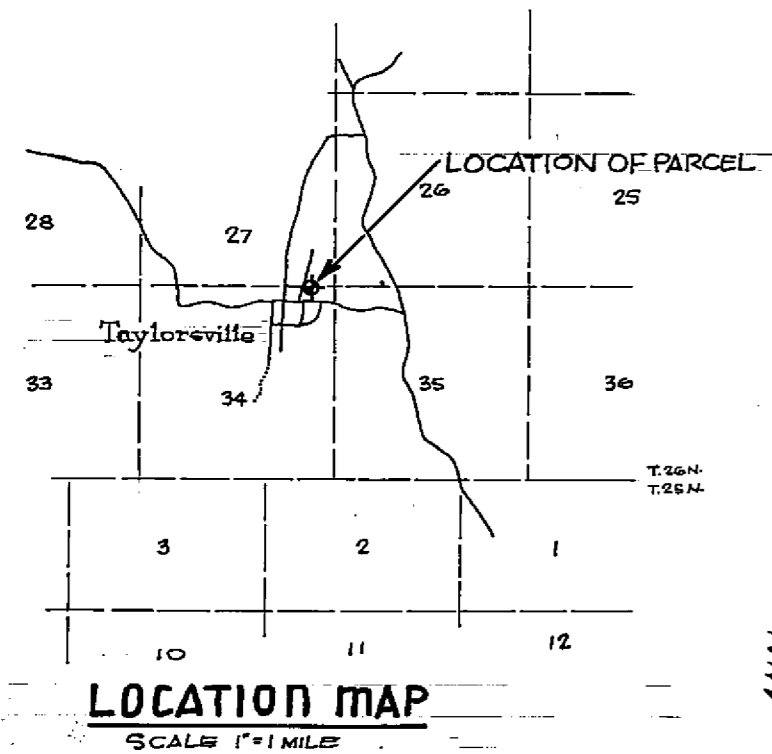 LOCATION OF PARCEL
28 27 26 25
Taylorsville
33 34 35 36
T.26N.
T.25N.
3 2 1
10 11 12
LOCATION MAP
SCALE 1"=1 MILE